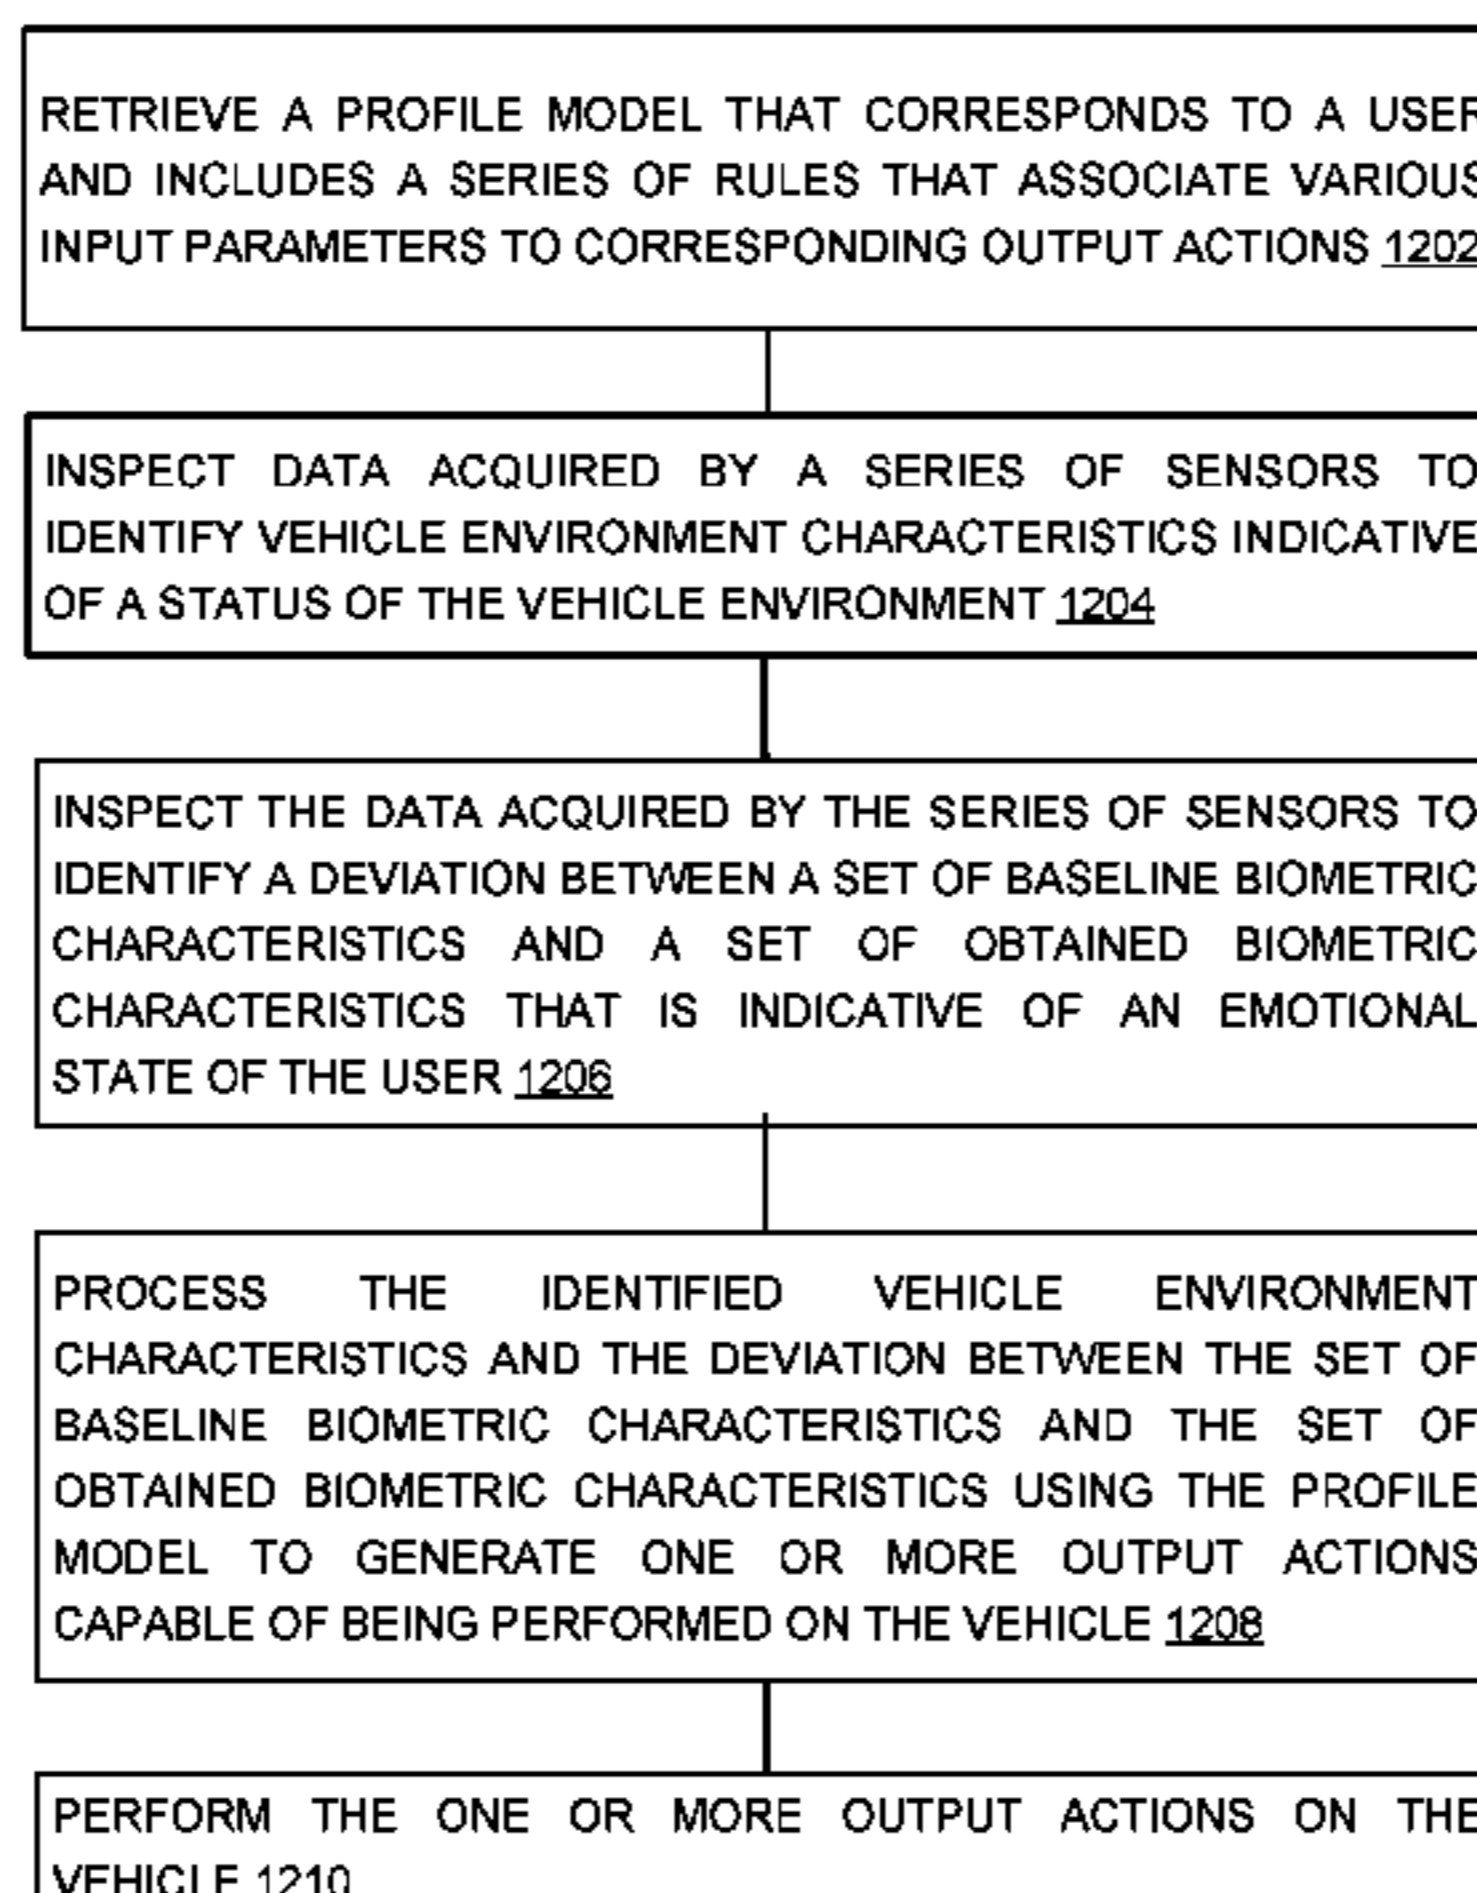 RETRIEVE A PROFILE MODEL THAT CORRESPONDS TO A USER
AND INCLUDES A SERIES OF RULES THAT ASSOCIATE VARIOUS
INPUT PARAMETERS TO CORRESPONDING OUTPUT ACTIONS 1202
INSPECT DATA ACQUIRED BY A SERIES OF SENSORS TO
IDENTIFY VEHICLE ENVIRONMENT CHARACTERISTICS INDICATIVE
OF A STATUS OF THE VEHICLE ENVIRONMENT 1204
INSPECT THE DATA ACQUIRED BY THE SERIES OF SENSORS TO
IDENTIFY A DEVIATION BETWEEN A SET OF BASELINE BIOMETRIC
CHARACTERISTICS AND A SET OF OBTAINED BIOMETRIC
CHARACTERISTICS THAT IS INDICATIVE OF AN EMOTIONAL
STATE OF THE USER 1206
PROCESS THE IDENTIFIED VEHICLE ENVIRONMENT
CHARACTERISTICS AND THE DEVIATION BETWEEN THE SET OF
BASELINE BIOMETRIC CHARACTERISTICS AND THE SET OF
OBTAINED BIOMETRIC CHARACTERISTICS USING THE PROFILE
MODEL TO GENERATE ONE OR MORE OUTPUT ACTIONS
CAPABLE OF BEING PERFORMED ON THE VEHICLE 1208
PERFORM THE ONE OR MORE OUTPUT ACTIONS ON THE
VEHICLE 1210